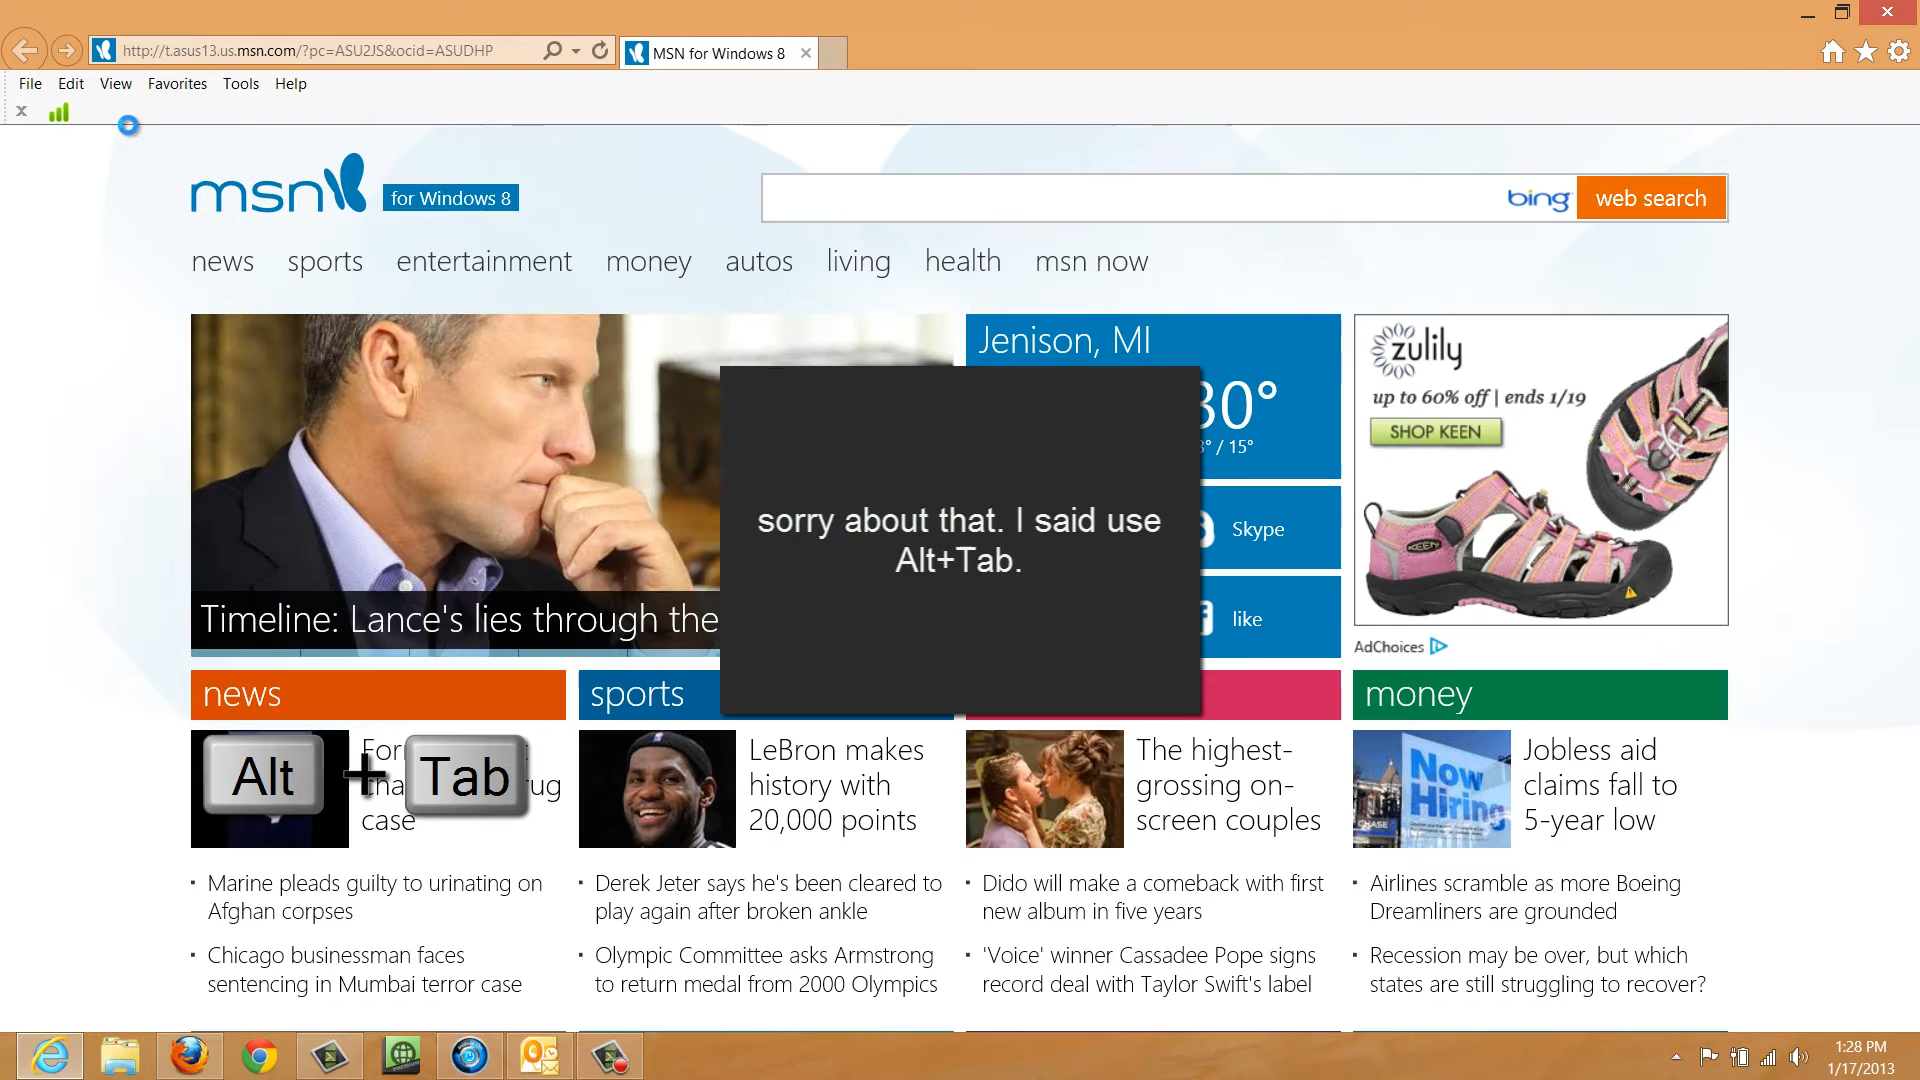 http://t.asus13.us.msn.com/?pc=ASU2JS&ocid=ASUDHP
MSN for Windows 8
File Edit View Favorites Tools Help
msn for Windows 8
bing web search
news sports entertainment money autos living health msn now
Jenison, MI
30°
/ 15°
Skype
like
zulily
up to 60% off | ends 1/19
SHOP KEEN
KEEN
AdChoices
sorry about that. I said use
Alt+Tab.
Timeline: Lance's lies through the
news
sports
money
Alt + Tab
case
LeBron makes
history with
20,000 points
The highest-
grossing on-
screen couples
Now
Hiring
CHASE
Jobless aid
claims fall to
5-year low
Marine pleads guilty to urinating on
Afghan corpses
Chicago businessman faces
sentencing in Mumbai terror case
Derek Jeter says he's been cleared to
play again after broken ankle
Olympic Committee asks Armstrong
to return medal from 2000 Olympics
Dido will make a comeback with first
new album in five years
'Voice' winner Cassadee Pope signs
record deal with Taylor Swift's label
Airlines scramble as more Boeing
Dreamliners are grounded
Recession may be over, but which
states are still struggling to recover?
1:28 PM
1/17/2013